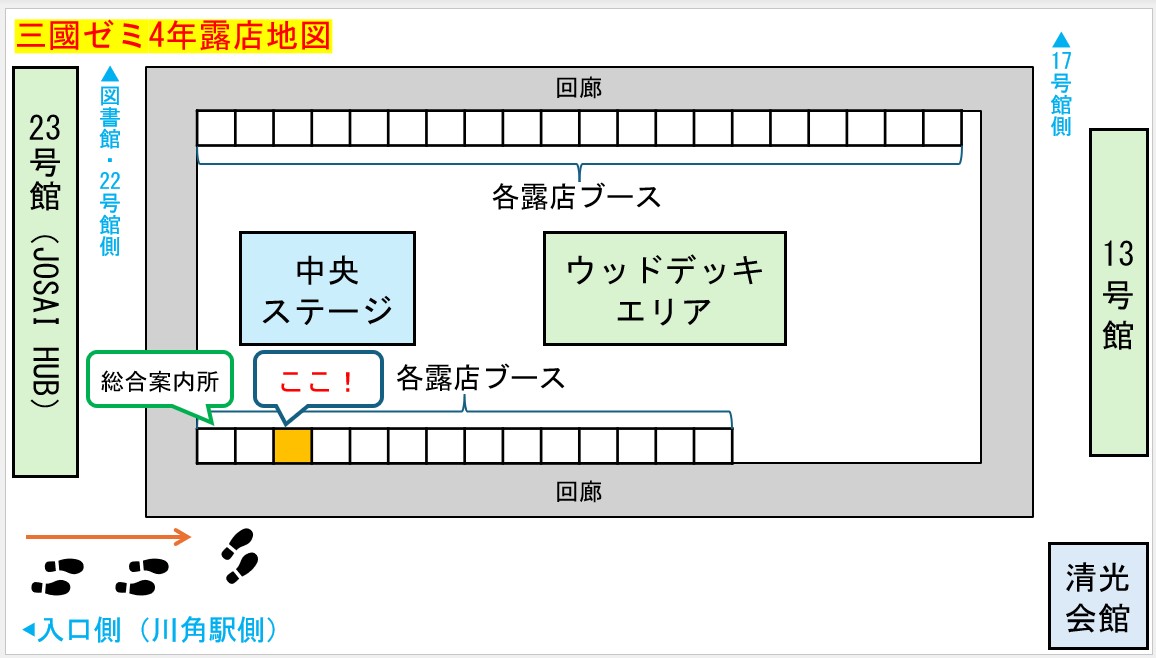 三國ゼミ4年露店地図
▲図書館・22号館側
▲17号館側
23号館（JOSAI HUB）
回廊
各露店ブース
中央
ステージ
ウッドデッキ
エリア
13号館
総合案内所
ここ！
各露店ブース
回廊
清光
会館
◀入口側（川角駅側）